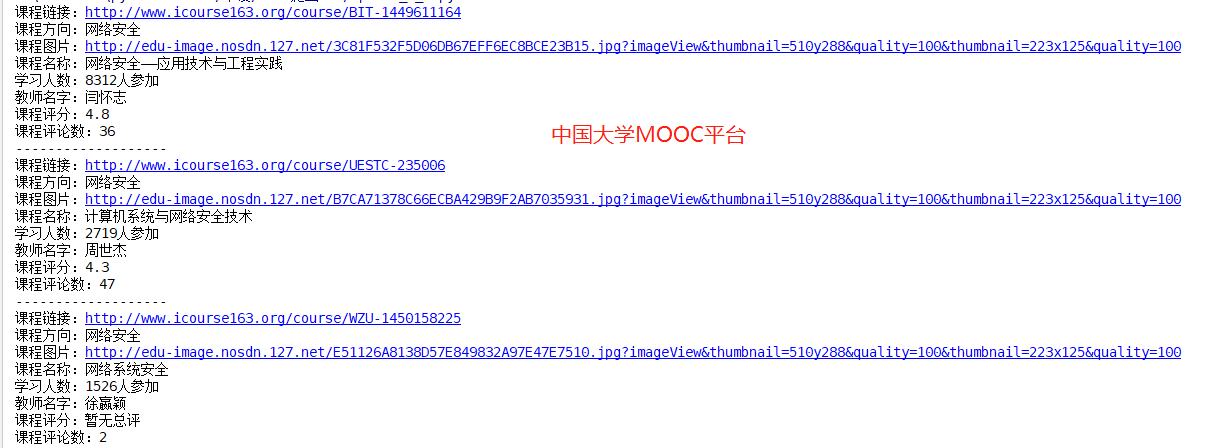 课程链接：http://www.icourse163.org/course/BIT-1449611164
课程方向：网络安全
课程图片：http://edu-image.nosdn.127.net/3C81F532F5D06DB67EFF6EC8BCE23B15.jpg?imageView&thumbnail=510y288&quality=100&thumbnail=223x125&quality=100
课程名称：网络安全——应用技术与工程实践
学习人数：8312人参加
教师名字：闫怀志
课程评分：4.8
课程评论数：36
中国大学MOOC平台
-------------------
课程链接：http://www.icourse163.org/course/UESTC-235006
课程方向：网络安全
课程图片：http://edu-image.nosdn.127.net/B7CA71378C66ECBA429B9F2AB7035931.jpg?imageView&thumbnail=510y288&quality=100&thumbnail=223x125&quality=100
课程名称：计算机系统与网络安全技术
学习人数：2719人参加
教师名字：周世杰
课程评分：4.3
课程评论数：47
-------------------
课程链接：http://www.icourse163.org/course/WZU-1450158225
课程方向：网络安全
课程图片：http://edu-image.nosdn.127.net/E51126A8138D57E849832A97E47E7510.jpg?imageView&thumbnail=510y288&quality=100&thumbnail=223x125&quality=100
课程名称：网络系统安全
学习人数：1526人参加
教师名字：徐嬴颖
课程评分：暂无总评
课程评论数：2